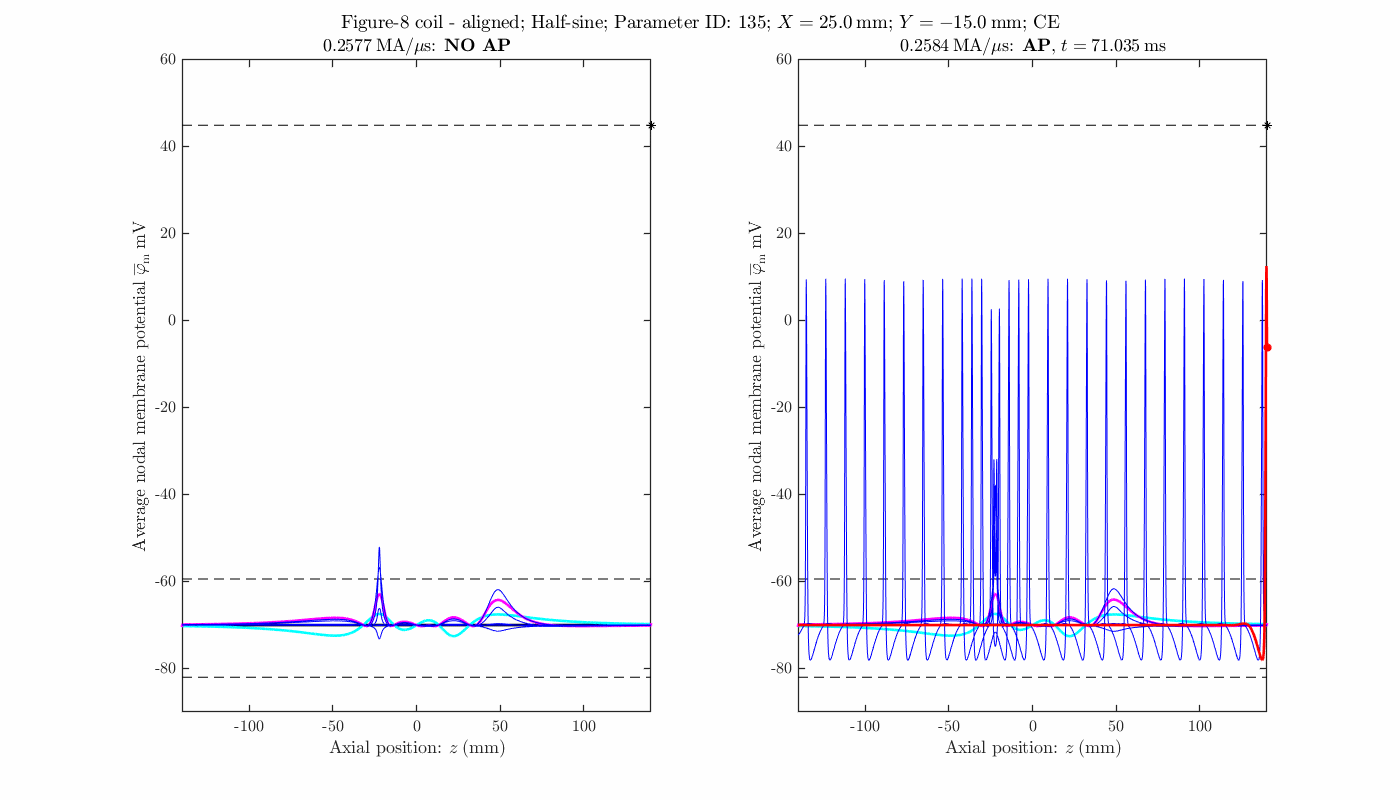 Figure-8 coil - aligned; Half-sine; Parameter ID: 135; X = 25.0 mm; Y = −15.0 mm; CE
0.2577 MA/μs: NO AP
60
40
20
0
-20
-40
-60
-80
-100 -50 0 50 100
Axial position: z (mm)
Average nodal membrane potential φ̅m mV
0.2584 MA/μs: AP, t = 71.035 ms
60
40
20
0
-20
-40
-60
-80
-100 -50 0 50 100
Axial position: z (mm)
Average nodal membrane potential φ̅m mV